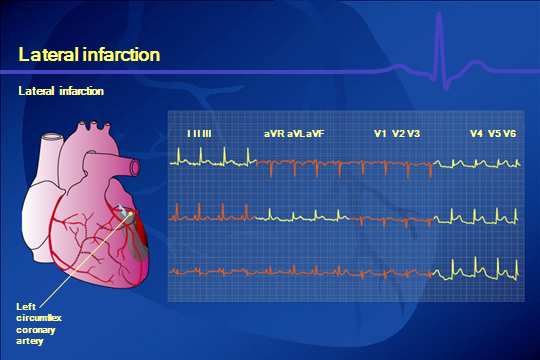 Lateral infarction
Lateral infarction
I II III aVR aVL aVF V1 V2 V3 V4 V5 V6
Left
circumflex
coronary
artery